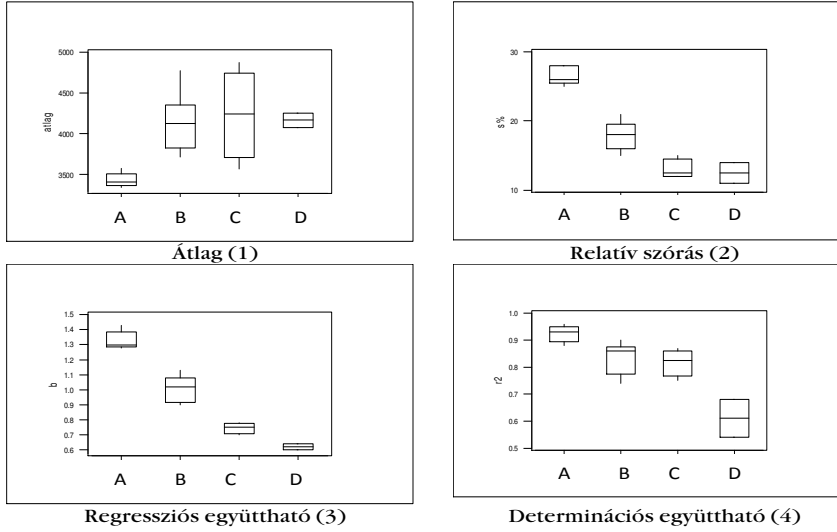 5000
4500
4000
3500
atlag
A B C D
Átlag (1)
30
20
10
s%
A B C D
Relatív szórás (2)
1.5
1.4
1.3
1.2
1.1
1.0
0.9
0.8
0.7
0.6
b
A B C D
Regressziós együttható (3)
1.0
0.9
0.8
0.7
0.6
0.5
r2
A B C D
Determinációs együttható (4)